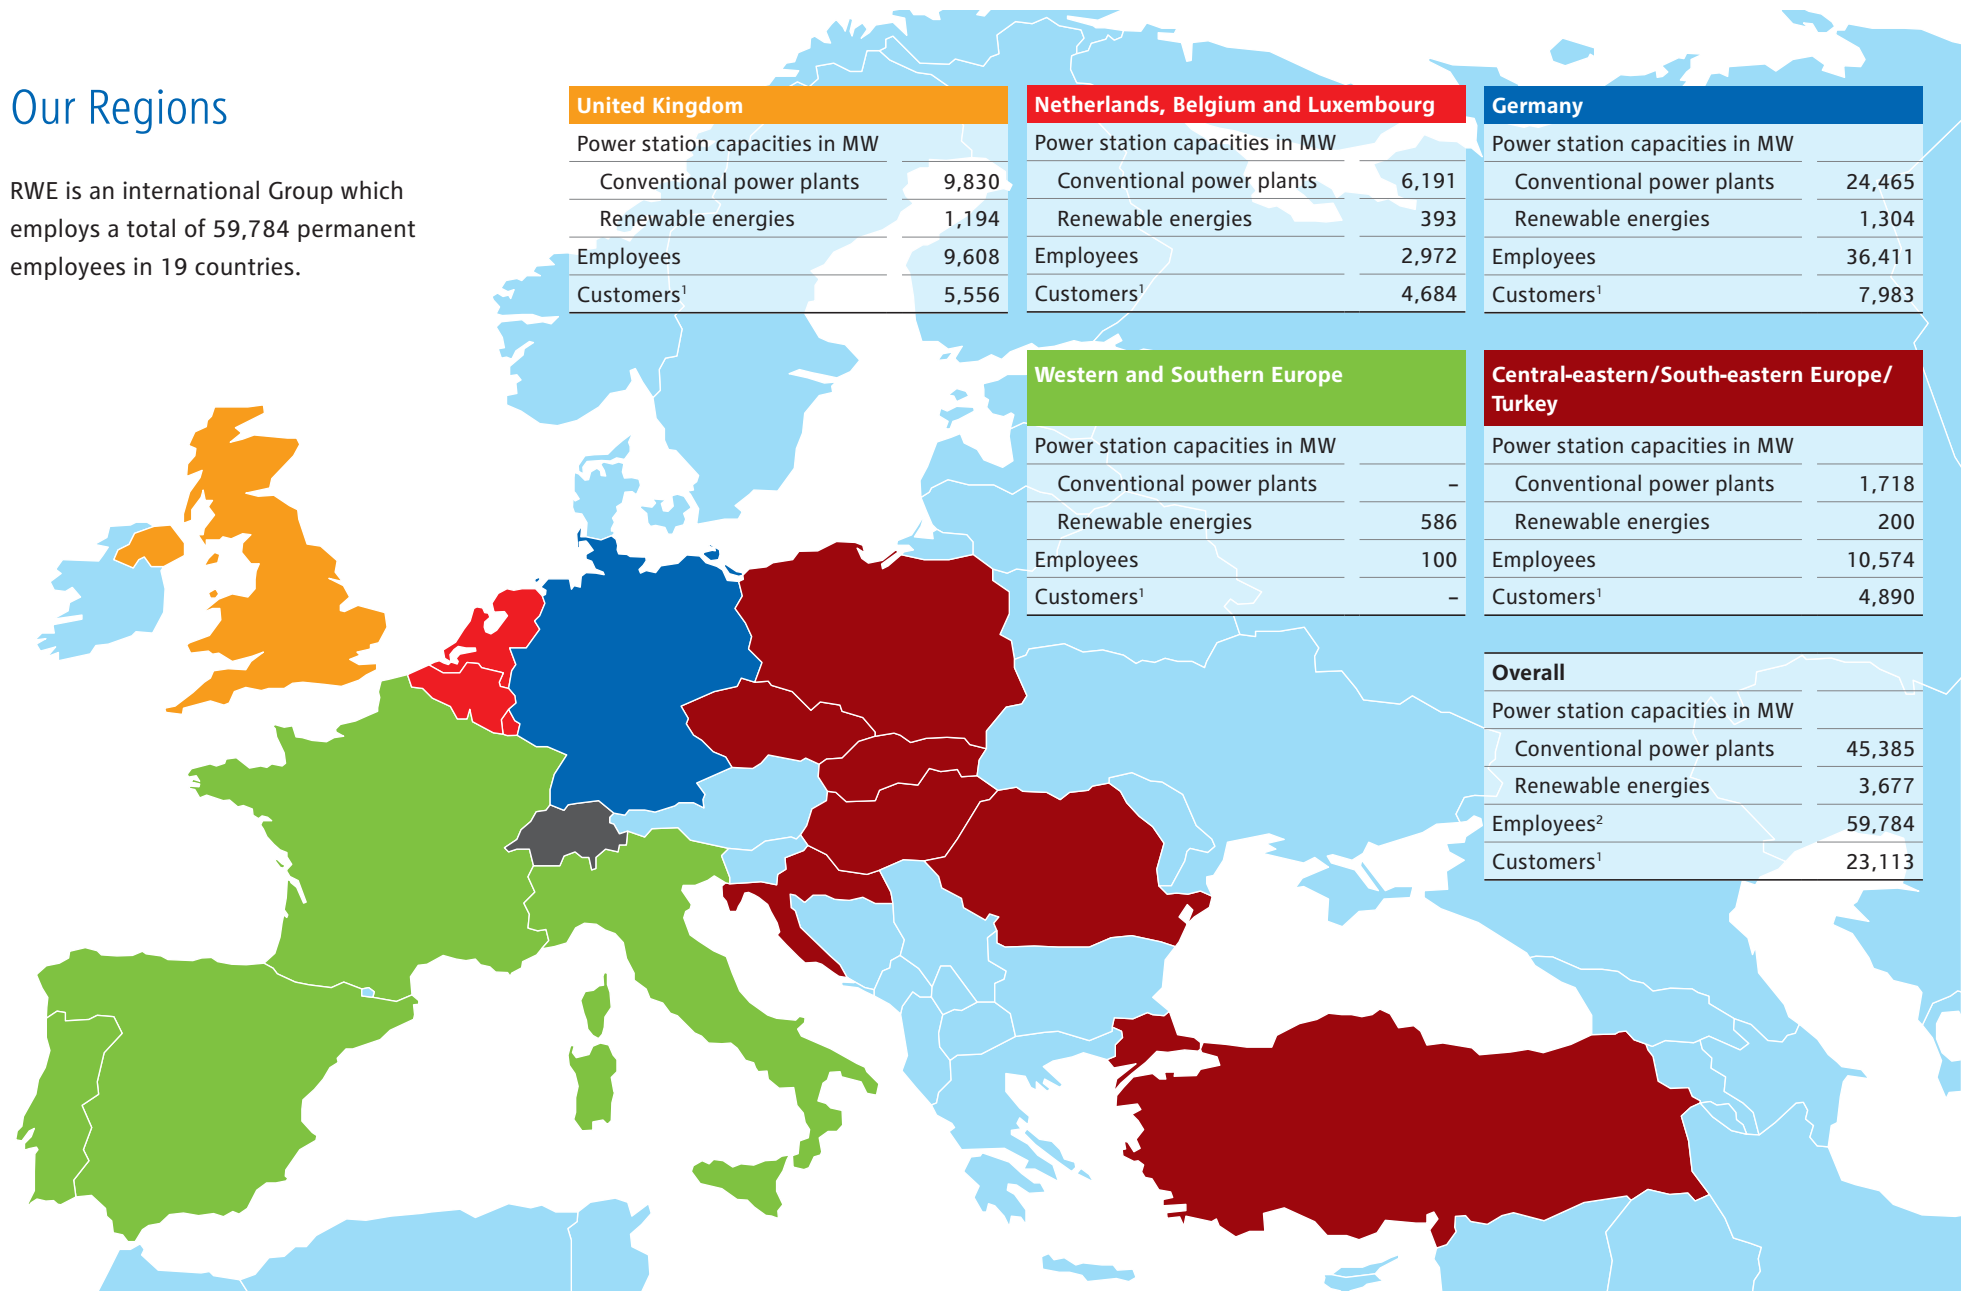 Our Regions
RWE is an international Group which
employs a total of 59,784 permanent
employees in 19 countries.
United Kingdom
Power station capacities in MW
Conventional power plants 9,830
Renewable energies 1,194
Employees 9,608
Customers¹ 5,556
Netherlands, Belgium and Luxembourg
Power station capacities in MW
Conventional power plants 6,191
Renewable energies 393
Employees 2,972
Customers¹ 4,684
Germany
Power station capacities in MW
Conventional power plants 24,465
Renewable energies 1,304
Employees 36,411
Customers¹ 7,983
Western and Southern Europe
Power station capacities in MW
Conventional power plants –
Renewable energies 586
Employees 100
Customers¹ –
Central-eastern/South-eastern Europe/
Turkey
Power station capacities in MW
Conventional power plants 1,718
Renewable energies 200
Employees 10,574
Customers¹ 4,890
Overall
Power station capacities in MW
Conventional power plants 45,385
Renewable energies 3,677
Employees² 59,784
Customers¹ 23,113